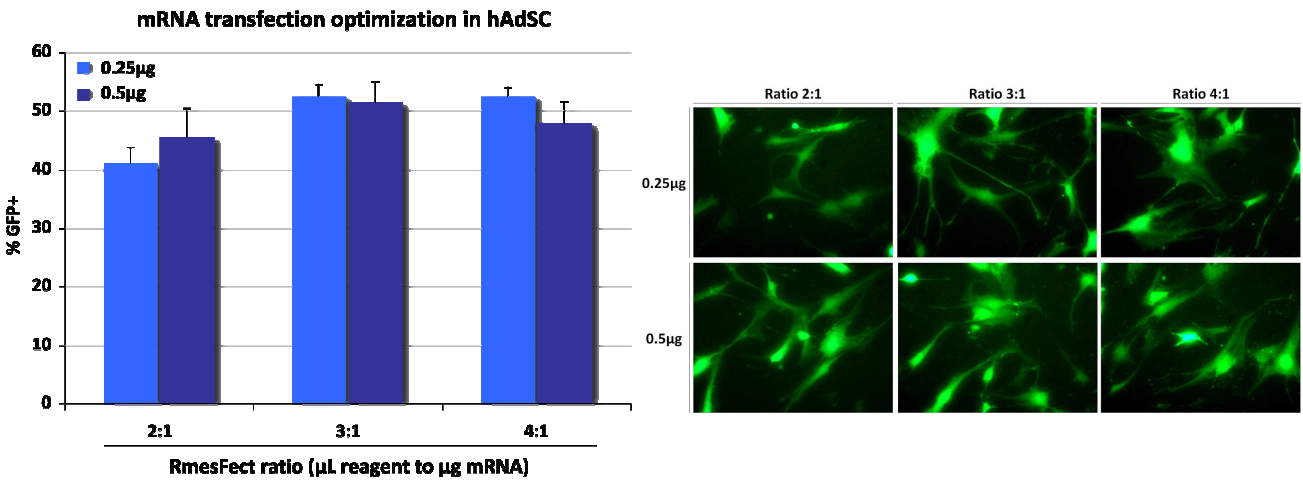 mRNA transfection optimization in hAdSC
60
50
40
30
20
10
0
% GFP+
0.25µg
0.5µg
2:1
3:1
4:1
RmesFect ratio (µL reagent to µg mRNA)
Ratio 2:1
Ratio 3:1
Ratio 4:1
0.25µg
0.5µg